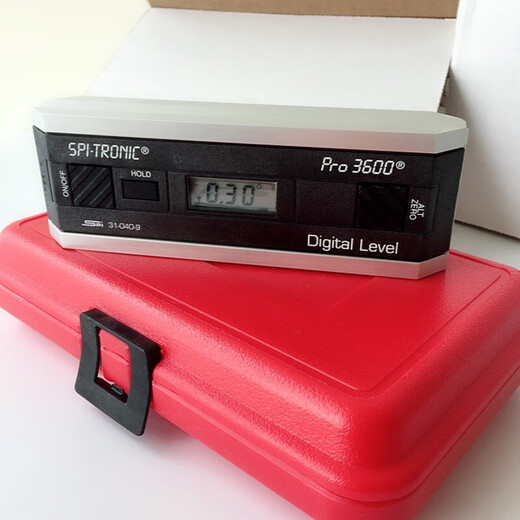 SPI-TRONIC®
Pro 3600®
HOLD
ON/OFF
0.30°
ALT
ZERO
SPI 31-040-9
Digital Level